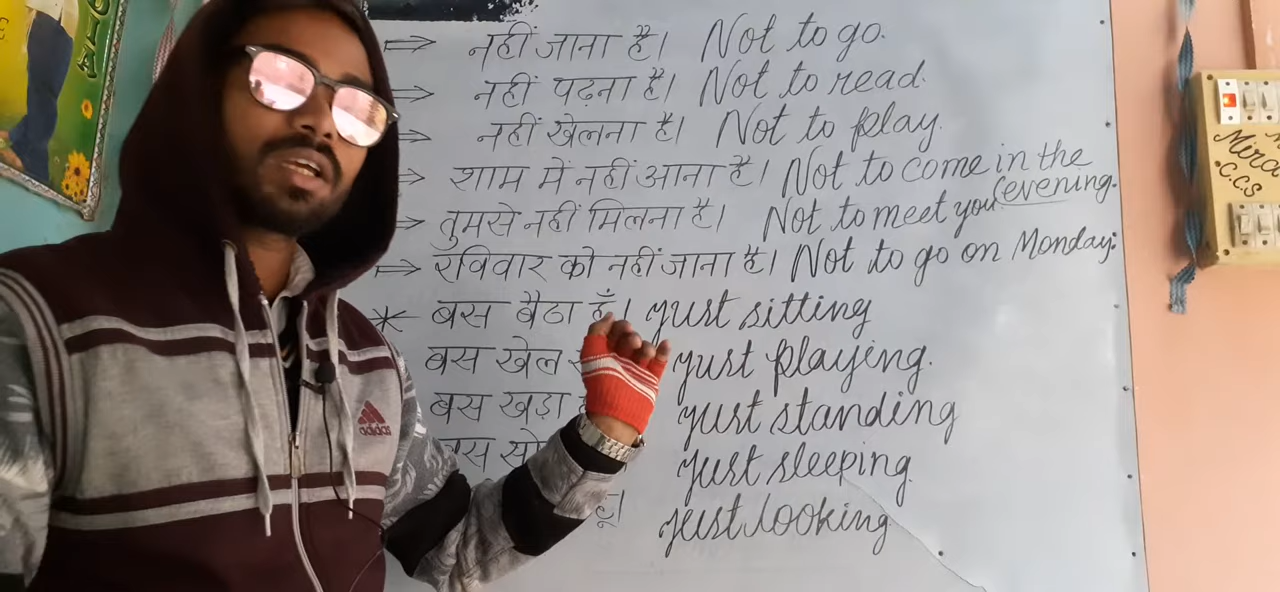 नहीं जाना है। Not to go.
नहीं पढ़ना है। Not to read.
नहीं खेलना है। Not to play.
शाम में नहीं आना है। Not to come in the evening.
तुमसे नहीं मिलना है। Not to meet you
रविवार को नहीं जाना है। Not to go on Monday.
बस बैठा हूँ। Just sitting
बस खेल Just playing.
बस खड़ा Just standing
बस सो Just sleeping.
हूँ। Just looking
adidas
C.C.S